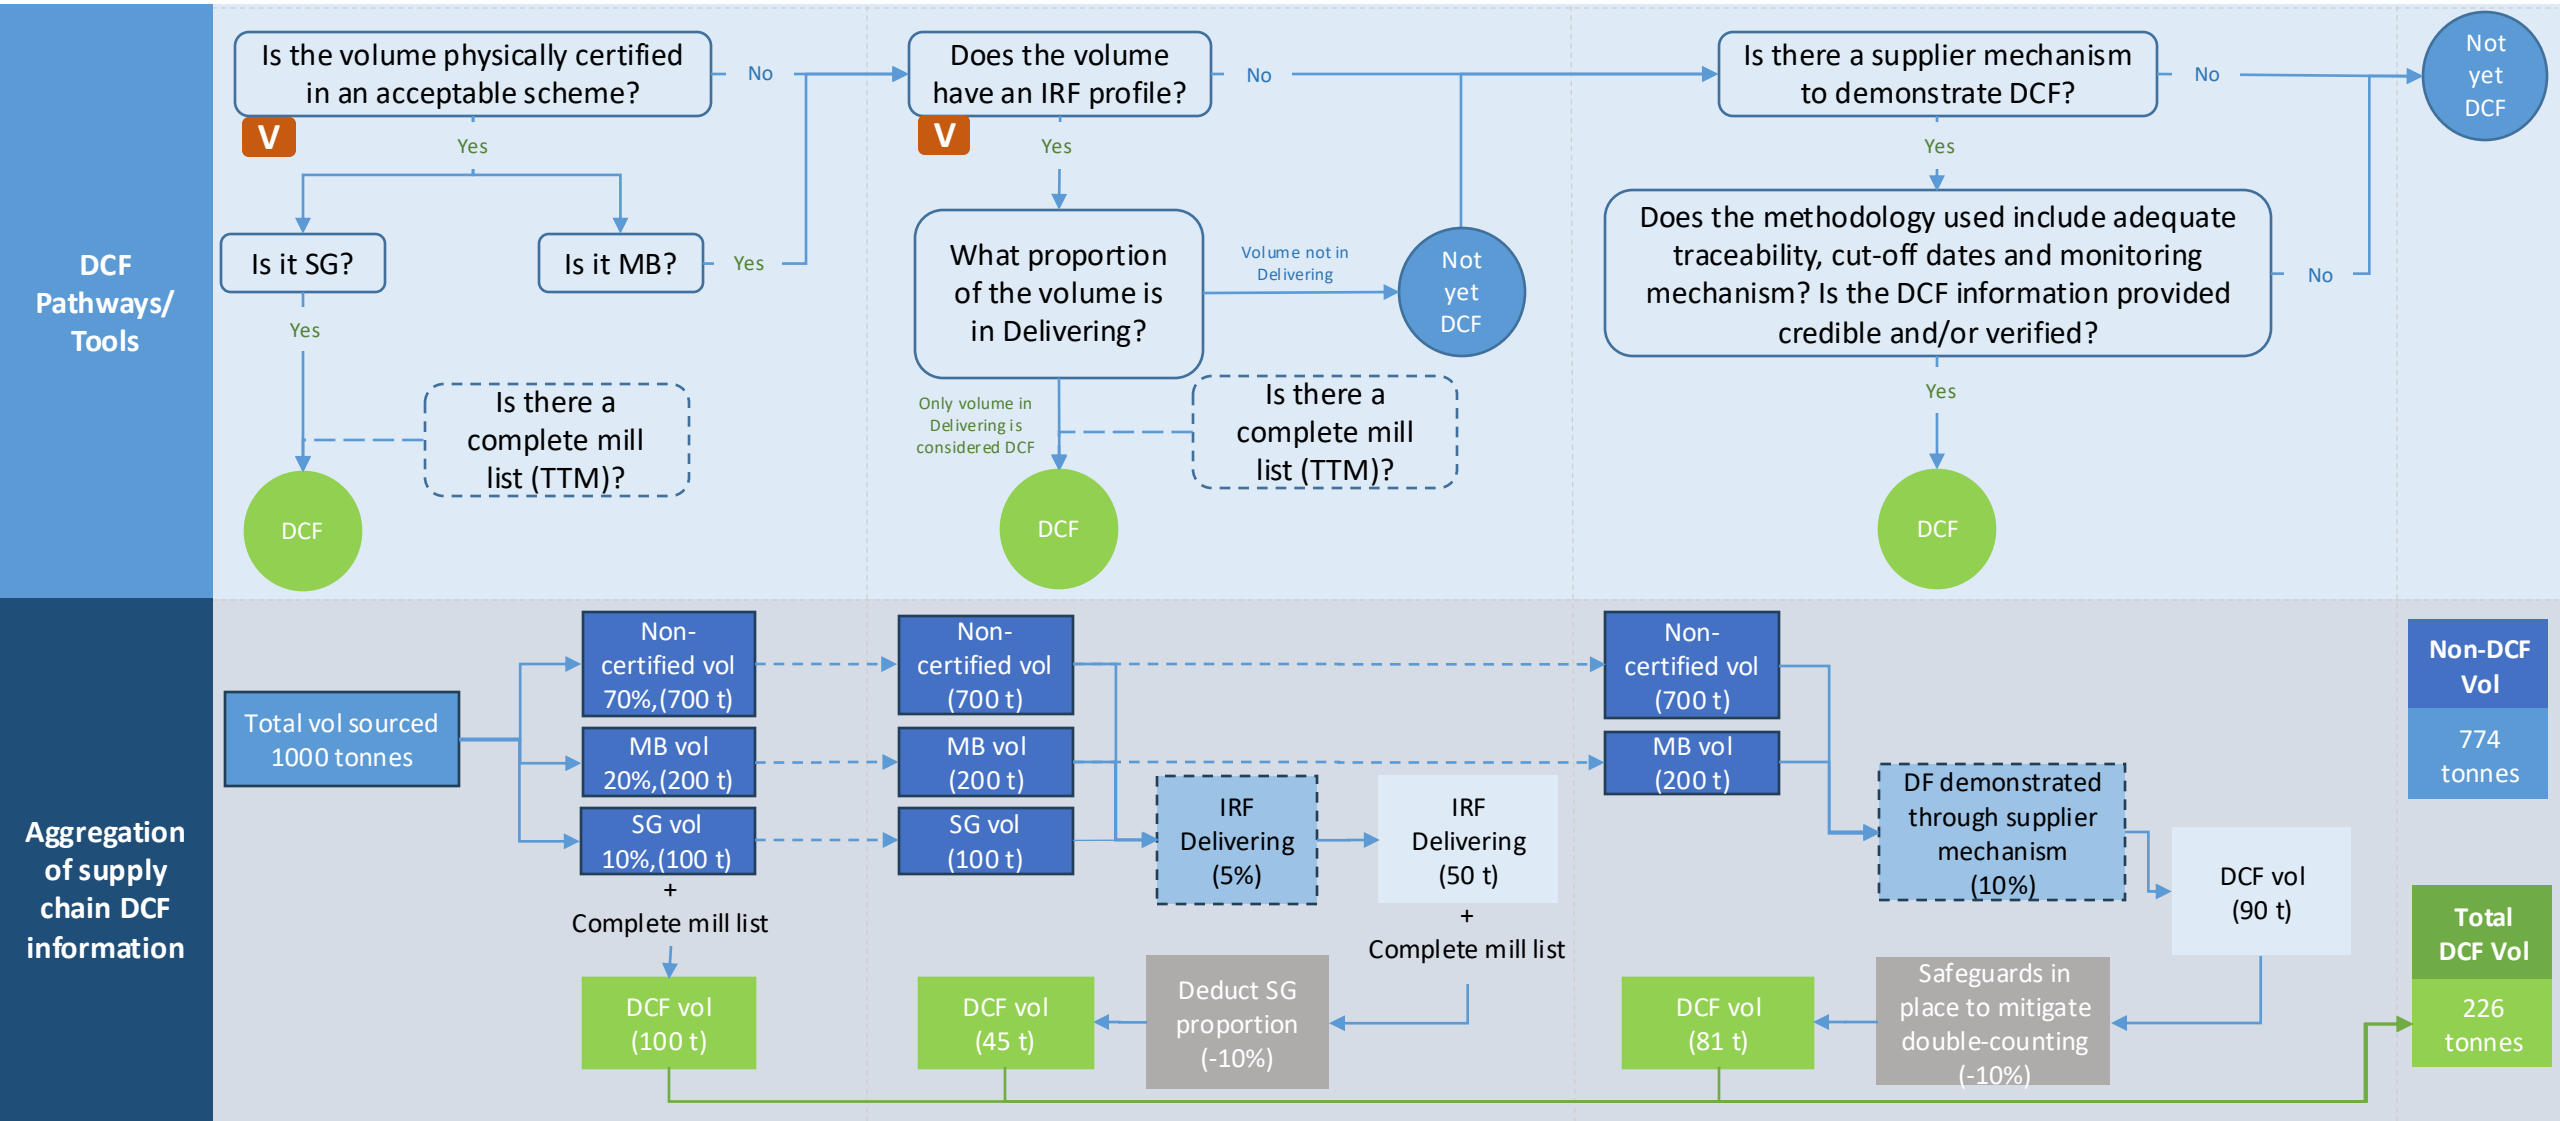 DCF
Pathways/
Tools
Is the volume physically certified
in an acceptable scheme?
V
No
Yes
Is it SG?
Is it MB?
Yes
Yes
Is there a
complete mill
list (TTM)?
DCF
Does the volume
have an IRF profile?
V
No
Yes
What proportion
of the volume is
in Delivering?
Volume not in
Delivering
Not
yet
DCF
Only volume in
Delivering is
considered DCF
Is there a
complete mill
list (TTM)?
DCF
Is there a supplier mechanism
to demonstrate DCF?
No
Yes
Does the methodology used include adequate
traceability, cut-off dates and monitoring
mechanism? Is the DCF information provided
credible and/or verified?
No
Yes
DCF
Not
yet
DCF
Aggregation
of supply
chain DCF
information
Total vol sourced
1000 tonnes
Non-
certified vol
70%,(700 t)
MB vol
20%,(200 t)
SG vol
10%,(100 t)
+
Complete mill list
DCF vol
(100 t)
Non-
certified vol
(700 t)
MB vol
(200 t)
SG vol
(100 t)
IRF
Delivering
(5%)
IRF
Delivering
(50 t)
+
Complete mill list
Deduct SG
proportion
(-10%)
DCF vol
(45 t)
Non-
certified vol
(700 t)
MB vol
(200 t)
DF demonstrated
through supplier
mechanism
(10%)
DCF vol
(90 t)
Safeguards in
place to mitigate
double-counting
(-10%)
DCF vol
(81 t)
Non-DCF
Vol
774
tonnes
Total
DCF Vol
226
tonnes